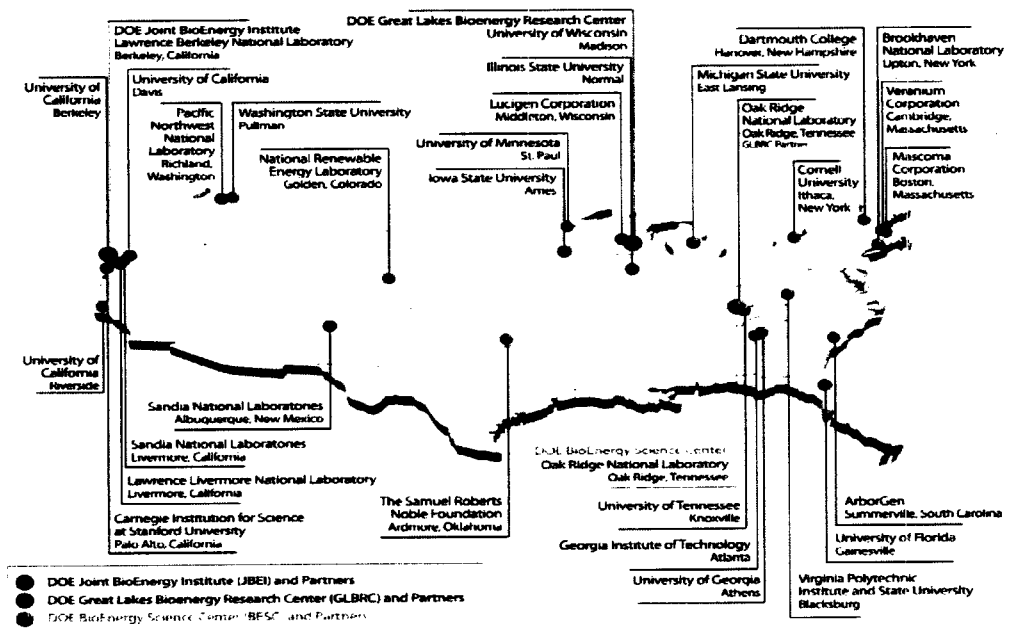 DOE Joint BioEnergy Institute
Lawrence Berkeley National Laboratory
Berkeley, California
DOE Great Lakes Bioenergy Research Center
University of Wisconsin
Madison
Dartmouth College
Hanover, New Hampshire
Brookhaven
National Laboratory
Upton, New York
University of
California
Berkeley
University of California
Davis
Illinois State University
Normal
Michigan State University
East Lansing
Verenium
Corporation
Cambridge,
Massachusetts
Pacific
Northwest
National
Laboratory
Richland,
Washington
Washington State University
Pullman
Lucigen Corporation
Middleton, Wisconsin
Oak Ridge
National Laboratory
Oak Ridge, Tennessee
GLBRC Partner
National Renewable
Energy Laboratory
Golden, Colorado
University of Minnesota
St. Paul
Iowa State University
Ames
Cornell
University
Ithaca,
New York
Mascoma
Corporation
Boston,
Massachusetts
University of
California
Riverside
Sandia National Laboratories
Albuquerque, New Mexico
Sandia National Laboratories
Livermore, California
Lawrence Livermore National Laboratory
Livermore, California
Carnegie Institution for Science
at Stanford University
Palo Alto, California
The Samuel Roberts
Noble Foundation
Ardmore, Oklahoma
DOE BioEnergy Science Center
Oak Ridge National Laboratory
Oak Ridge, Tennessee
University of Tennessee
Knoxville
Georgia Institute of Technology
Atlanta
University of Georgia
Athens
ArborGen
Summerville, South Carolina
University of Florida
Gainesville
Virginia Polytechnic
Institute and State University
Blacksburg
DOE Joint BioEnergy Institute (JBEI) and Partners
DOE Great Lakes Bioenergy Research Center (GLBRC) and Partners
DOE BioEnergy Science Center (BESC) and Partners